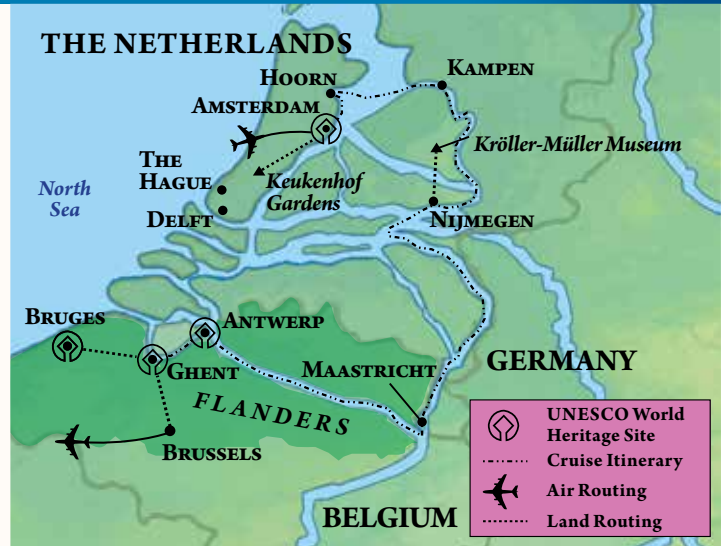 THE NETHERLANDS
HOORN
KAMPEN
AMSTERDAM
Kröller-Müller Museum
THE
HAGUE
Keukenhof
Gardens
North
Sea
DELFT
NIJMEGEN
BRUGES
ANTWERP
GHENT
MAASTRICHT
GERMANY
FLANDERS
BRUSSELS
BELGIUM
UNESCO World
Heritage Site
Cruise Itinerary
Air Routing
Land Routing